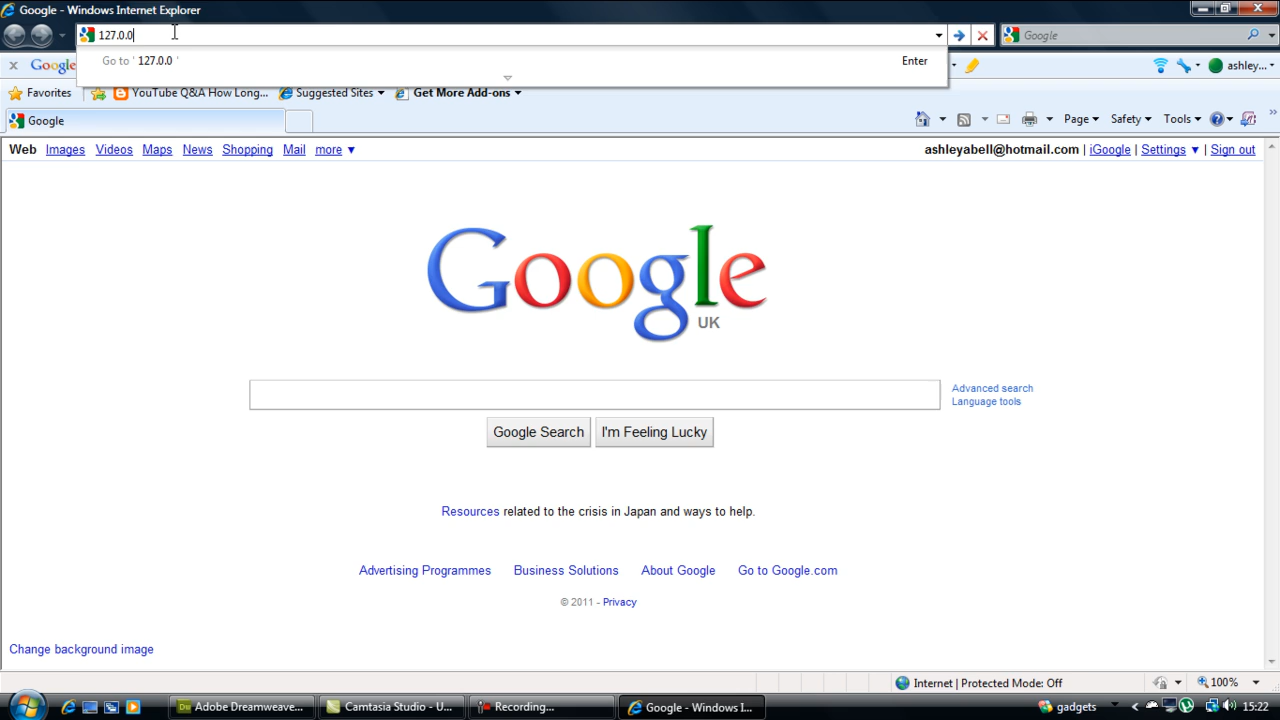 Google - Windows Internet Explorer
127.0.0
Google
Go to ' 127.0.0 '
Enter
Google
ashley...
Favorites
YouTube Q&A How Long...
Suggested Sites
Get More Add-ons
Google
Page
Safety
Tools
Web Images Videos Maps News Shopping Mail more
ashleyabell@hotmail.com | iGoogle | Settings | Sign out
Google
UK
Advanced search
Language tools
Google Search
I'm Feeling Lucky
Resources related to the crisis in Japan and ways to help.
Advertising Programmes Business Solutions About Google Go to Google.com
© 2011 - Privacy
Change background image
Internet | Protected Mode: Off
100%
Adobe Dreamweave...
Camtasia Studio - U...
Recording...
Google - Windows I...
gadgets
15:22